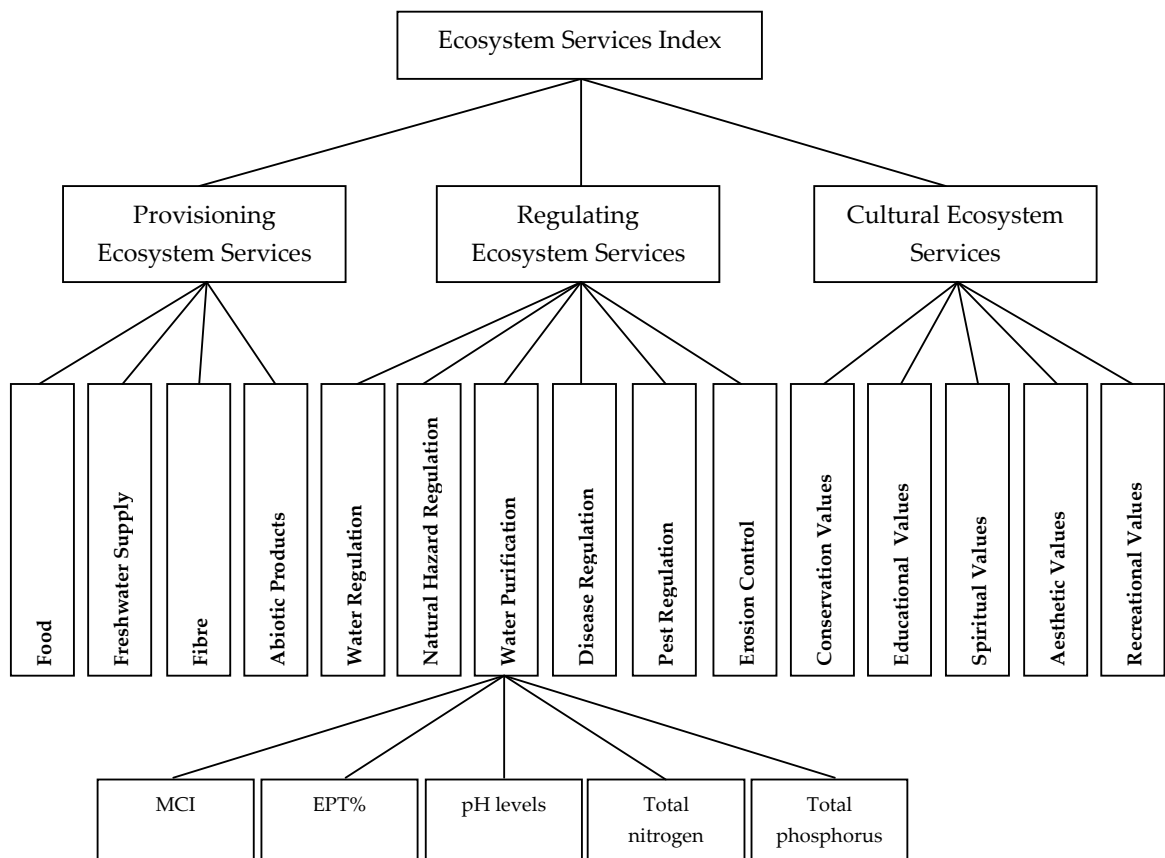 Ecosystem Services Index
Provisioning
Ecosystem Services
Regulating
Ecosystem Services
Cultural Ecosystem
Services
Food
Freshwater Supply
Fibre
Abiotic Products
Water Regulation
Natural Hazard Regulation
Water Purification
Disease Regulation
Pest Regulation
Erosion Control
Conservation Values
Educational Values
Spiritual Values
Aesthetic Values
Recreational Values
MCI
EPT%
pH levels
Total
nitrogen
Total
phosphorus